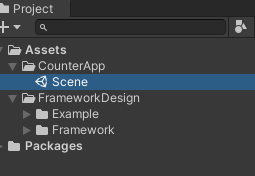 Project
Assets
CounterApp
Scene
FrameworkDesign
Example
Framework
Packages